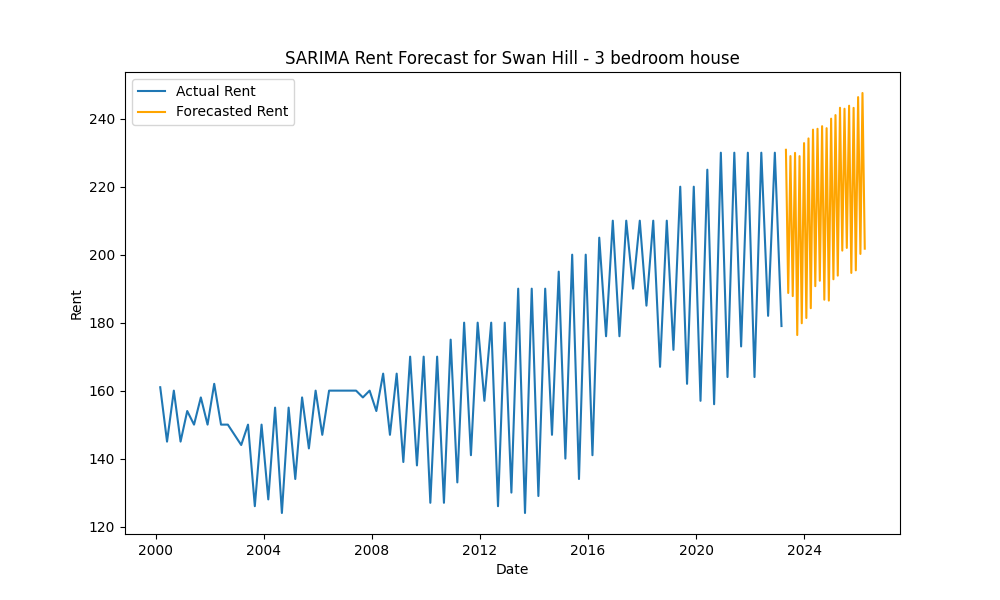 SARIMA Rent Forecast for Swan Hill - 3 bedroom house
Actual Rent
Forecasted Rent
240
220
200
180
160
140
120
Rent
2000 2004 2008 2012 2016 2020 2024
Date